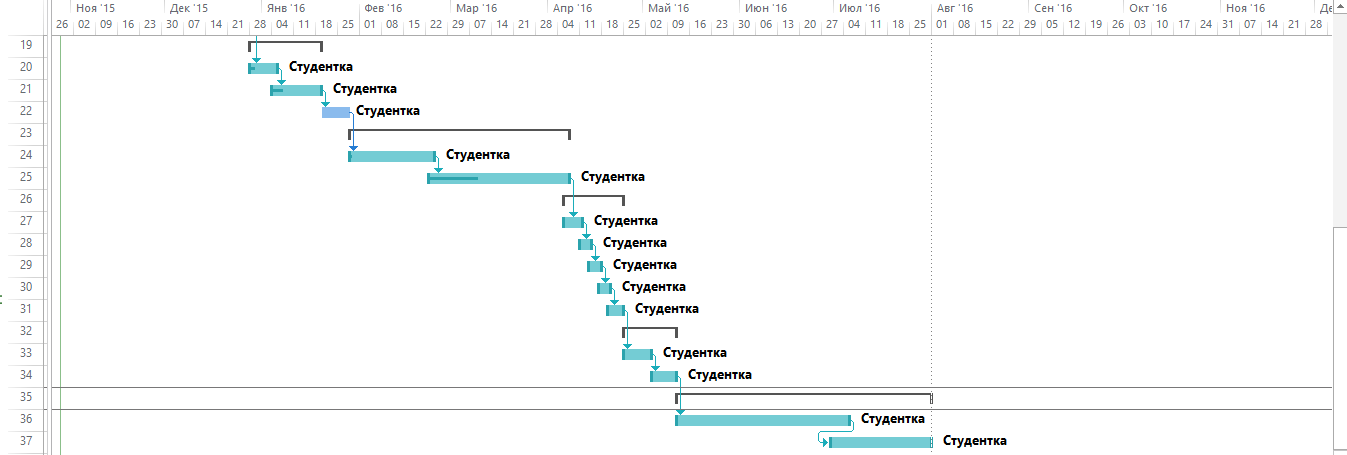 Ноя '15 Дек '15 Янв '16 Фев '16 Мар '16 Апр '16 Май '16 Июн '16 Июл '16 Авг '16 Сен '16 Окт '16 Ноя '16
26 02 09 16 23 30 07 14 21 28 04 11 18 25 01 08 15 22 29 07 14 21 28 04 11 18 25 02 09 16 23 30 06 13 20 27 04 11 18 25 01 08 15 22 29 05 12 19 26 03 10 17 24 31 07 14 21 28
19
20 Студентка
21 Студентка
22 Студентка
23
24 Студентка
25 Студентка
26
27 Студентка
28 Студентка
29 Студентка
30 Студентка
31 Студентка
32
33 Студентка
34 Студентка
35
36 Студентка
37 Студентка